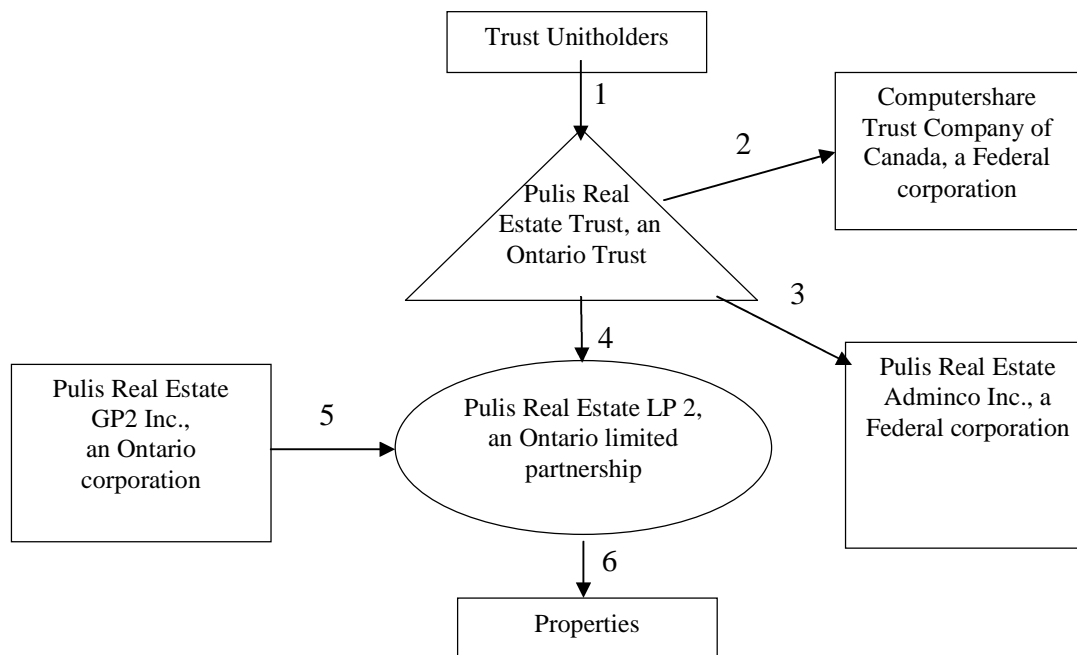 Trust Unitholders
1
Computershare
Trust Company of
Canada, a Federal
corporation
2
Pulis Real
Estate Trust, an
Ontario Trust
3
4
Pulis Real Estate
GP2 Inc.,
an Ontario
corporation
5
Pulis Real Estate LP 2,
an Ontario limited
partnership
Pulis Real Estate
Adminco Inc., a
Federal corporation
6
Properties